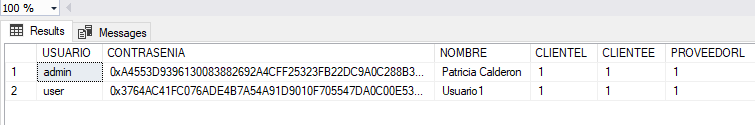 100 %
Results Messages
USUARIO CONTRASENIA NOMBRE CLIENTEL CLIENTEE PROVEEDORL
1 admin 0xA4553D9396130083882692A4CFF25323FB22DC9A0C288B3... Patricia Calderon 1 1 1
2 user 0x3764AC41FC076ADE4B7A54A91D9010F705547DA0C00E53... Usuario1 1 1 1